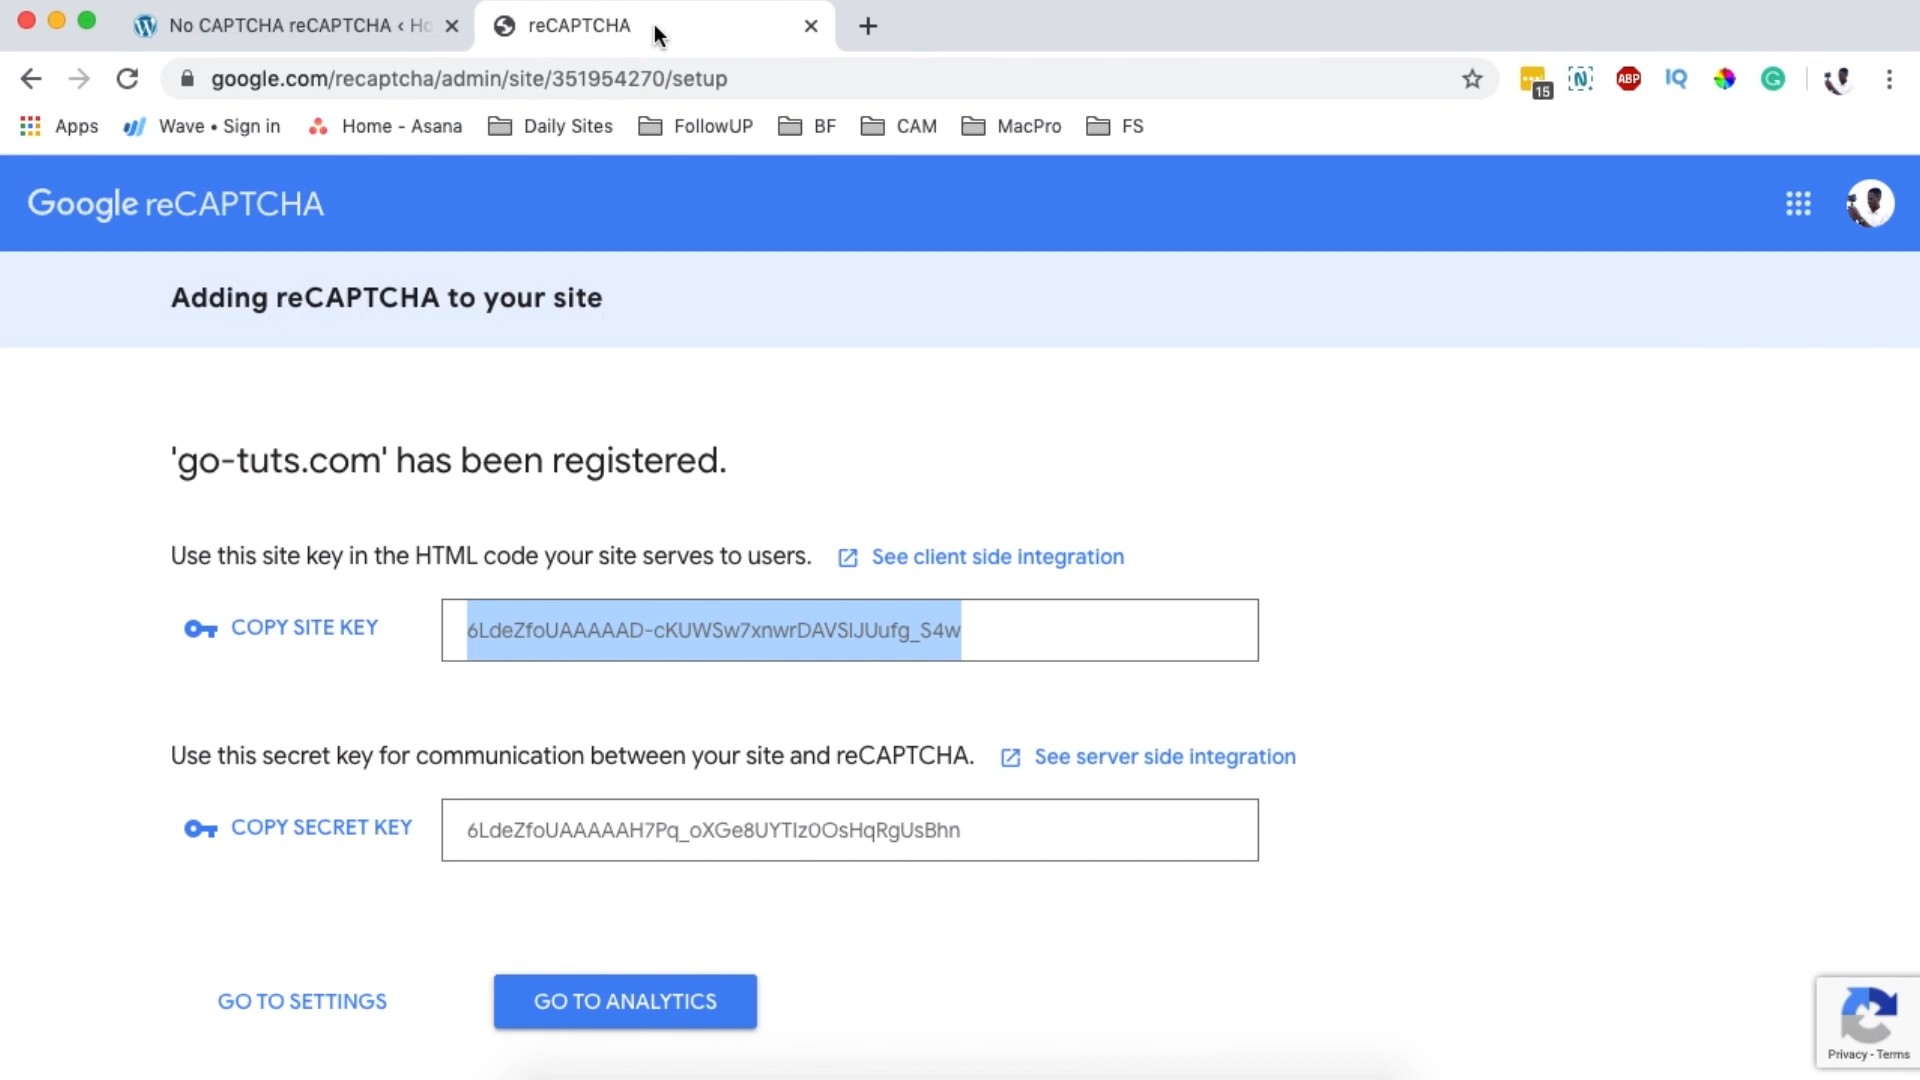 No CAPTCHA reCAPTCHA ‹ Ho
reCAPTCHA
google.com/recaptcha/admin/site/351954270/setup
15
N
ABP
IQ
G
Apps
Wave • Sign in
Home - Asana
Daily Sites
FollowUP
BF
CAM
MacPro
FS
Google reCAPTCHA
Adding reCAPTCHA to your site
'go-tuts.com' has been registered.
Use this site key in the HTML code your site serves to users. See client side integration
COPY SITE KEY
6LdeZfoUAAAAAD-cKUWSw7xnwrDAVSIJUufg_S4w
Use this secret key for communication between your site and reCAPTCHA. See server side integration
COPY SECRET KEY
6LdeZfoUAAAAAH7Pq_oXGe8UYTIz0OsHqRgUsBhn
GO TO SETTINGS
GO TO ANALYTICS
Privacy - Terms